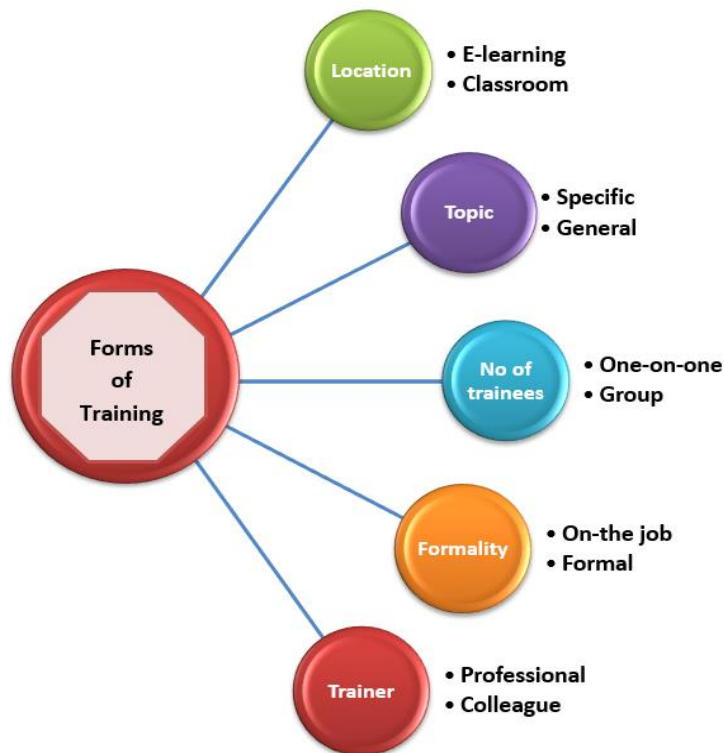 Forms
of
Training
Location
• E-learning
• Classroom
Topic
• Specific
• General
No of
trainees
• One-on-one
• Group
Formality
• On-the job
• Formal
Trainer
• Professional
• Colleague